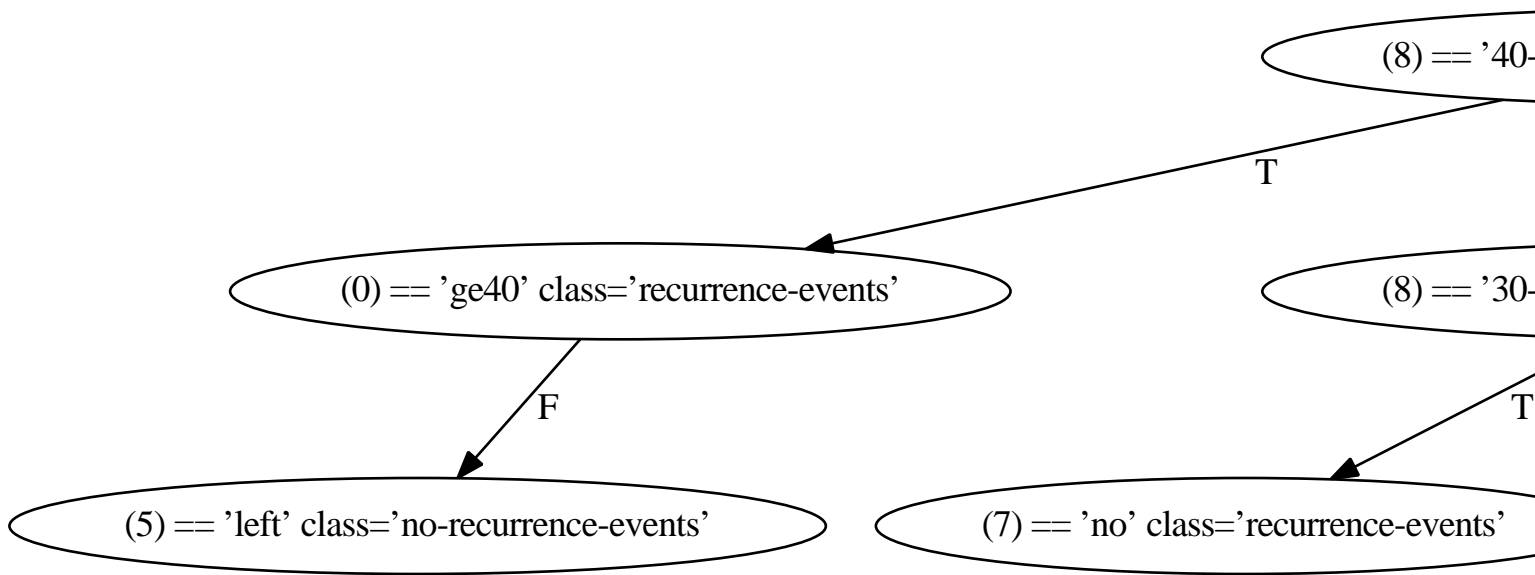 (8) == ’40-
T
(0) == ’ge40’ class=’recurrence-events’
(8) == ’30-
F
T
(5) == ’left’ class=’no-recurrence-events’
(7) == ’no’ class=’recurrence-events’